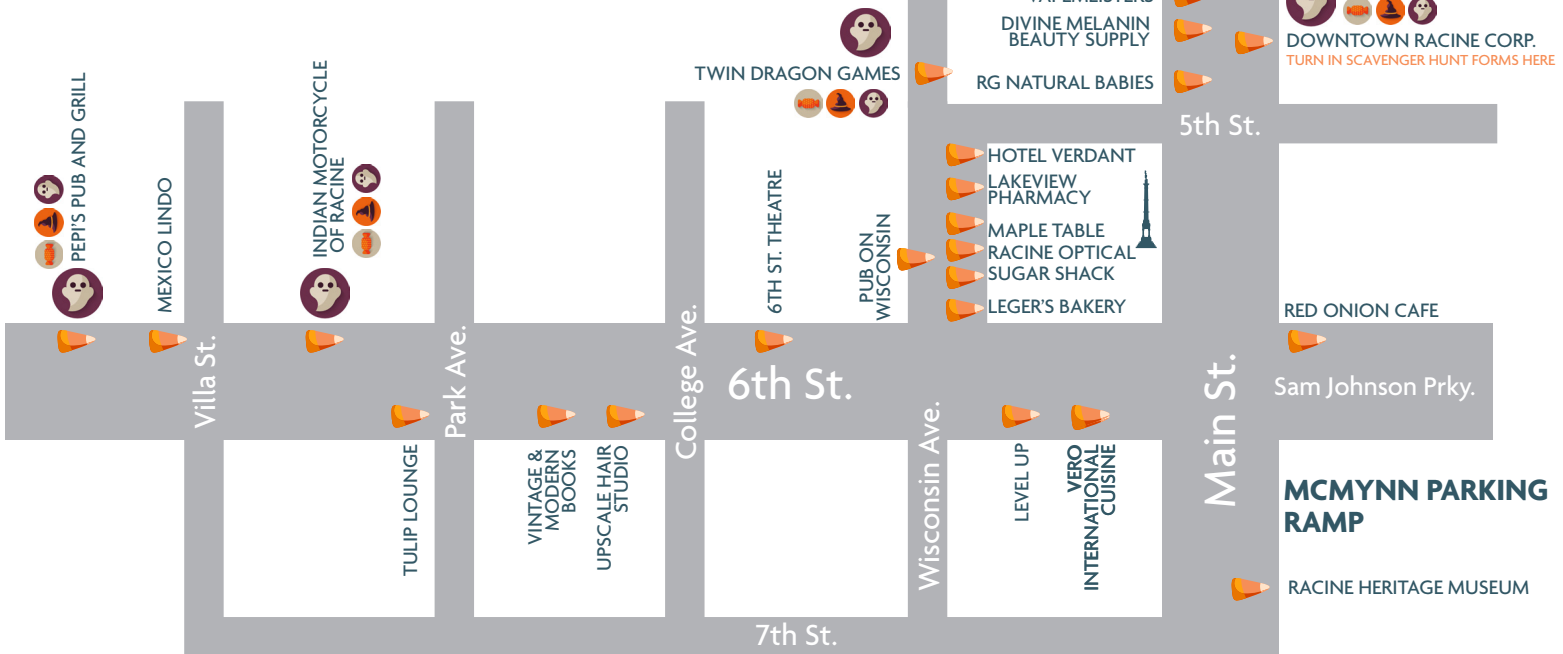 DIVINE MELANIN
BEAUTY SUPPLY
DOWNTOWN RACINE CORP.
TURN IN SCAVENGER HUNT FORMS HERE
TWIN DRAGON GAMES
RG NATURAL BABIES
5th St.
PEPI'S PUB AND GRILL
MEXICO LINDO
INDIAN MOTORCYCLE
OF RACINE
6TH ST. THEATRE
PUB ON
WISCONSIN
HOTEL VERDANT
LAKEVIEW
PHARMACY
MAPLE TABLE
RACINE OPTICAL
SUGAR SHACK
LEGER'S BAKERY
RED ONION CAFE
Villa St.
Park Ave.
College Ave.
6th St.
Wisconsin Ave.
Main St.
Sam Johnson Prky.
TULIP LOUNGE
VINTAGE &
MODERN
BOOKS
UPSCALE HAIR
STUDIO
LEVEL UP
VERO
INTERNATIONAL
CUISINE
MCMYNN PARKING
RAMP
RACINE HERITAGE MUSEUM
7th St.